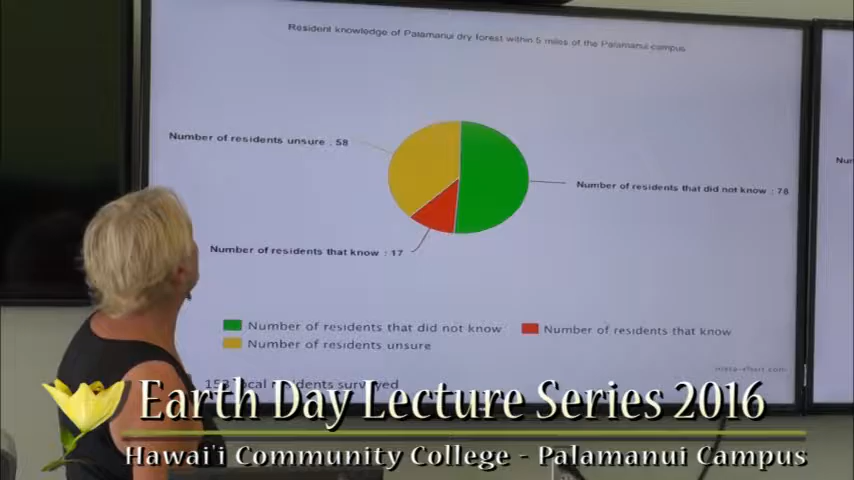 Resident knowledge of Palamanui dry forest within 5 miles of the Palamanui campus
Number of residents unsure : 58
Number of residents that did not know : 78
Number of residents that know : 17
Number of residents that did not know
Number of residents that know
Number of residents unsure
meta-chart.com
local residents surveyed
Earth Day Lecture Series 2016
Hawai'i Community College - Palamanui Campus